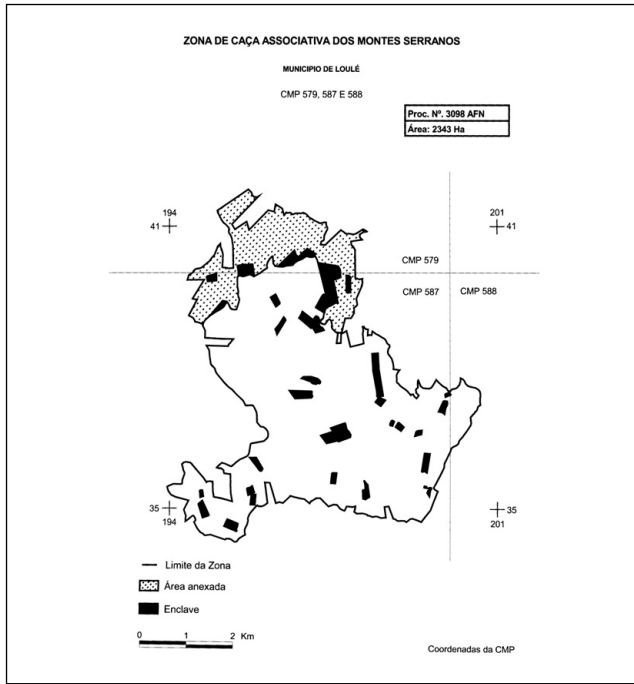 ZONA DE CAÇA ASSOCIATIVA DOS MONTES SERRANOS
MUNICIPIO DE LOULÉ
CMP 579, 587 E 588
Proc. Nº. 3098 AFN
Área: 2343 Ha
194
41
201
41
CMP 579
CMP 587
CMP 588
35
194
35
201
Limite da Zona
Área anexada
Enclave
0 1 2 Km
Coordenadas da CMP